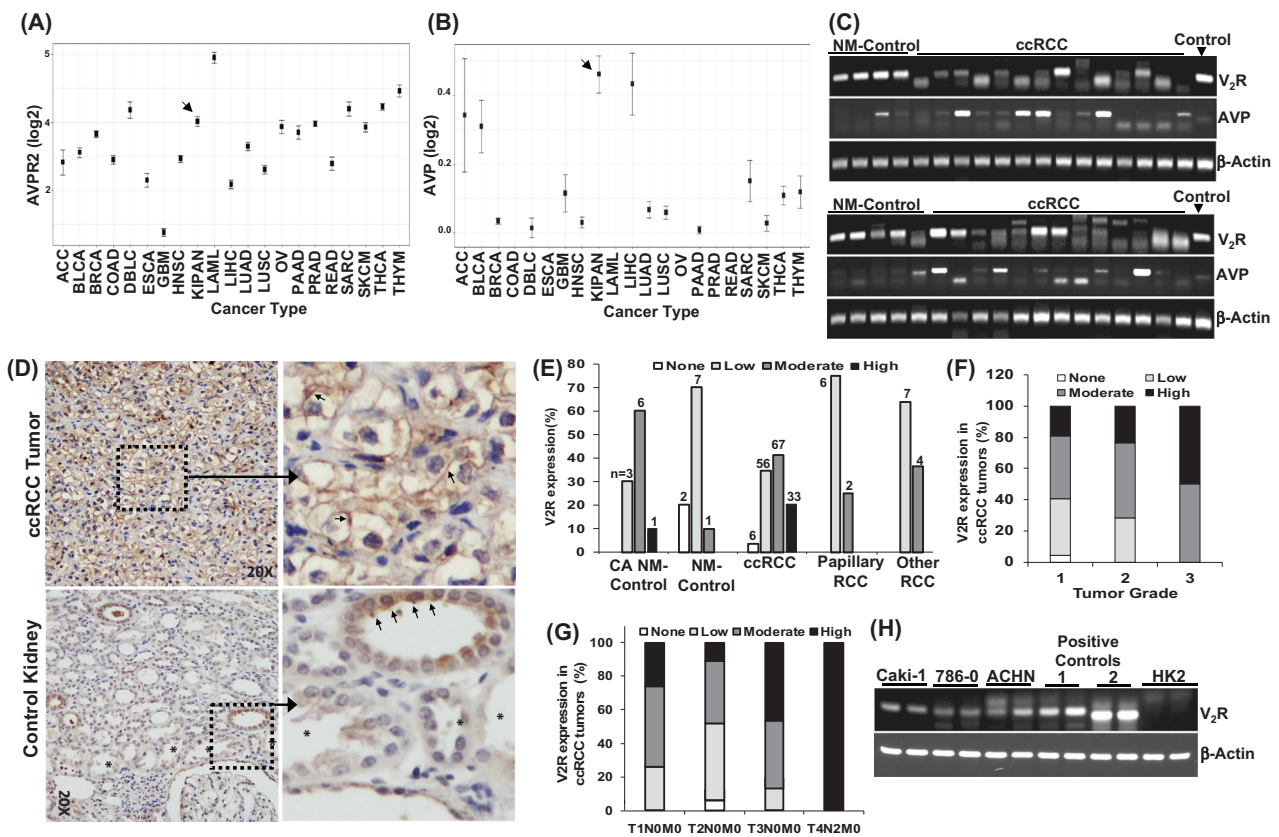 (A)
AVPR2 (log2)
5
4
2
ACC
BLCA
BRCA
COAD
DBLC
ESCA
GBM
HNSC
KIPAN
LAML
LIHC
LUAD
LUSC
OV
PAAD
PRAD
READ
SARC
SKCM
THCA
THYM
Cancer Type
(B)
AVP (log2)
0.4
0.2
0.0
ACC
BLCA
BRCA
COAD
DBLC
ESCA
GBM
HNSC
KIPAN
LAML
LIHC
LUAD
LUSC
OV
PAAD
PRAD
READ
SARC
SKCM
THCA
THYM
Cancer Type
(C)
NM-Control ccRCC Control
V2R
AVP
β-Actin
NM-Control ccRCC Control
V2R
AVP
β-Actin
(D)
ccRCC Tumor
20X
Control Kidney
20X
* * *
* * *
(E)
None Low Moderate High
V2R expression(%)
80
70
60
50
40
30
20
10
0
n=3 6 1
2 7 1
6 56 67 33
6 2
7 4
CA NM-Control
NM-Control
ccRCC
Papillary RCC
Other RCC
(F)
None Low
Moderate High
V2R expression in
ccRCC tumors (%)
120
100
80
60
40
20
0
1 2 3
Tumor Grade
(G)
None Low Moderate High
V2R expression in
ccRCC tumors (%)
100
80
60
40
20
0
T1N0M0 T2N0M0 T3N0M0 T4N2M0
(H)
Positive
Controls
Caki-1 786-0 ACHN 1 2 HK2
V2R
β-Actin